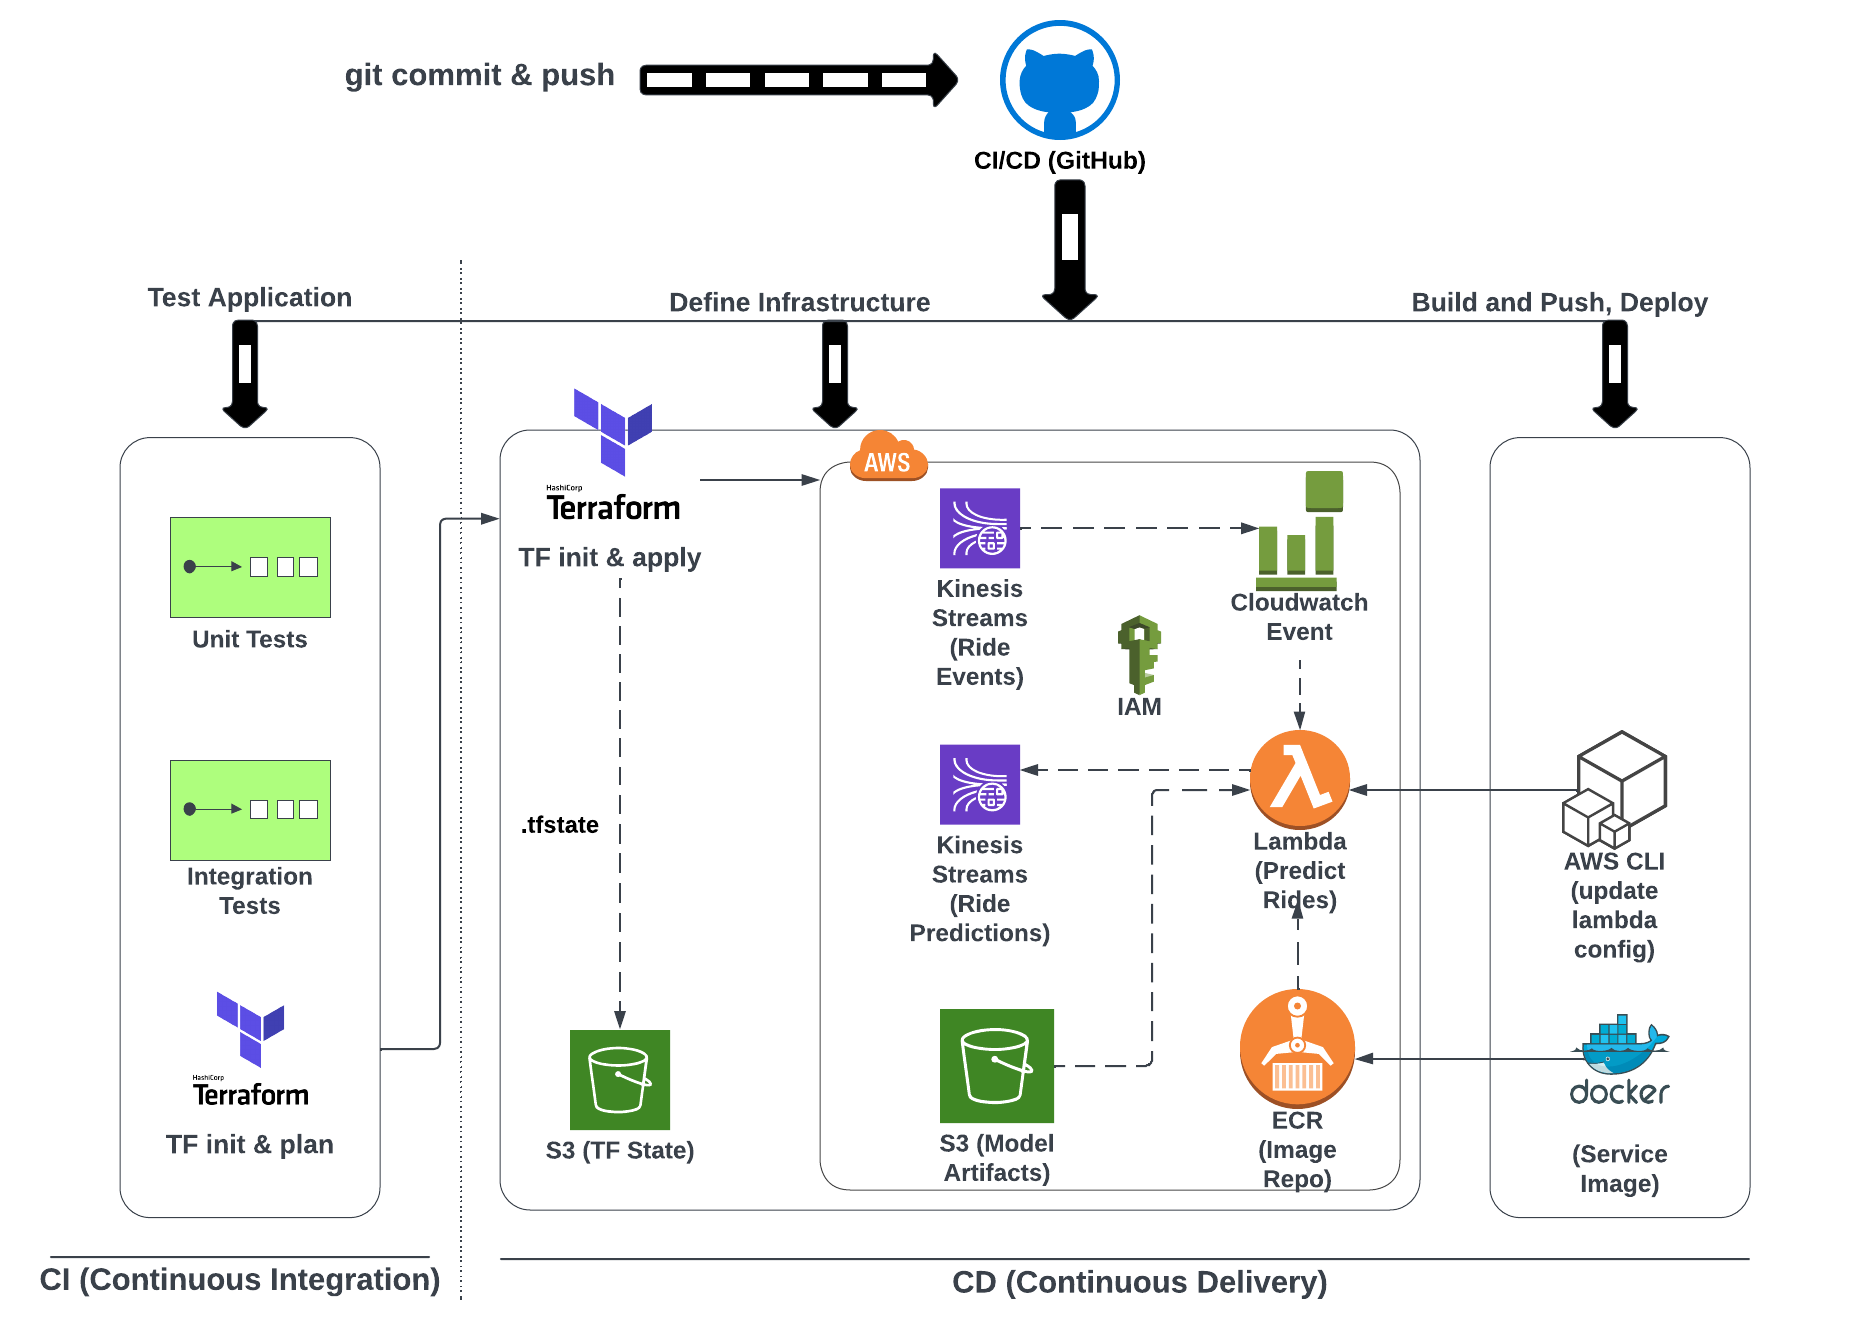 git commit & push
CI/CD (GitHub)
Test Application
Define Infrastructure
Build and Push, Deploy
Unit Tests
Integration
Tests
HashiCorp
Terraform
TF init & plan
HashiCorp
Terraform
TF init & apply
.tfstate
S3 (TF State)
AWS
Kinesis
Streams
(Ride
Events)
Cloudwatch
Event
IAM
Kinesis
Streams
(Ride
Predictions)
Lambda
(Predict
Rides)
S3 (Model
Artifacts)
ECR
(Image
Repo)
AWS CLI
(update
lambda
config)
docker
(Service
Image)
CI (Continuous Integration)
CD (Continuous Delivery)